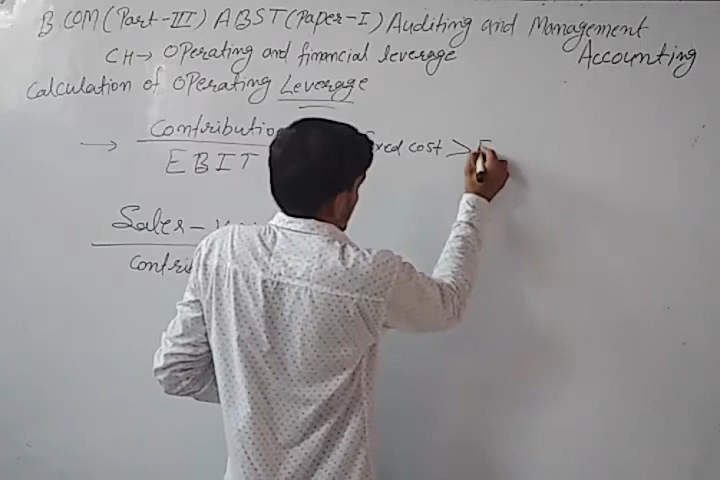 B COM (Part-III) ABST (Paper-I) Auditing and Management
Accounting
CH→ Operating and financial leverage
Calculation of Operating Leverage
→ Contribution
EBIT
cost >
Sales -